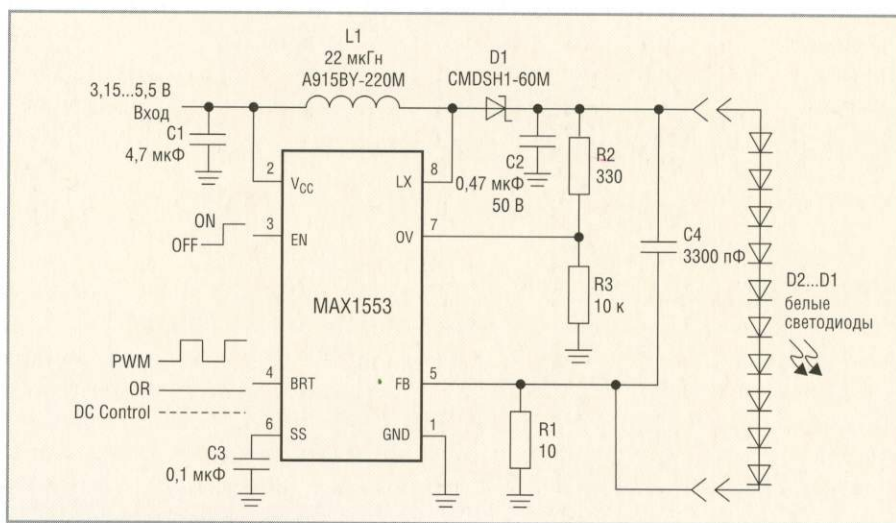 L1
22 мкГн
A915BY-220M
D1
CMDSH1-60M
3,15...5,5 В
Вход
C1
4,7 мкФ
2
V_CC
LX
8
C2
0,47 мкФ
50 В
R2
330
ON
OFF
3
EN
OV
7
C4
3300 пФ
R3
10 к
D2...D1
белые
светодиоды
MAX1553
PWM
OR
DC Control
4
BRT
FB
5
6
SS
GND
1
C3
0,1 мкФ
R1
10